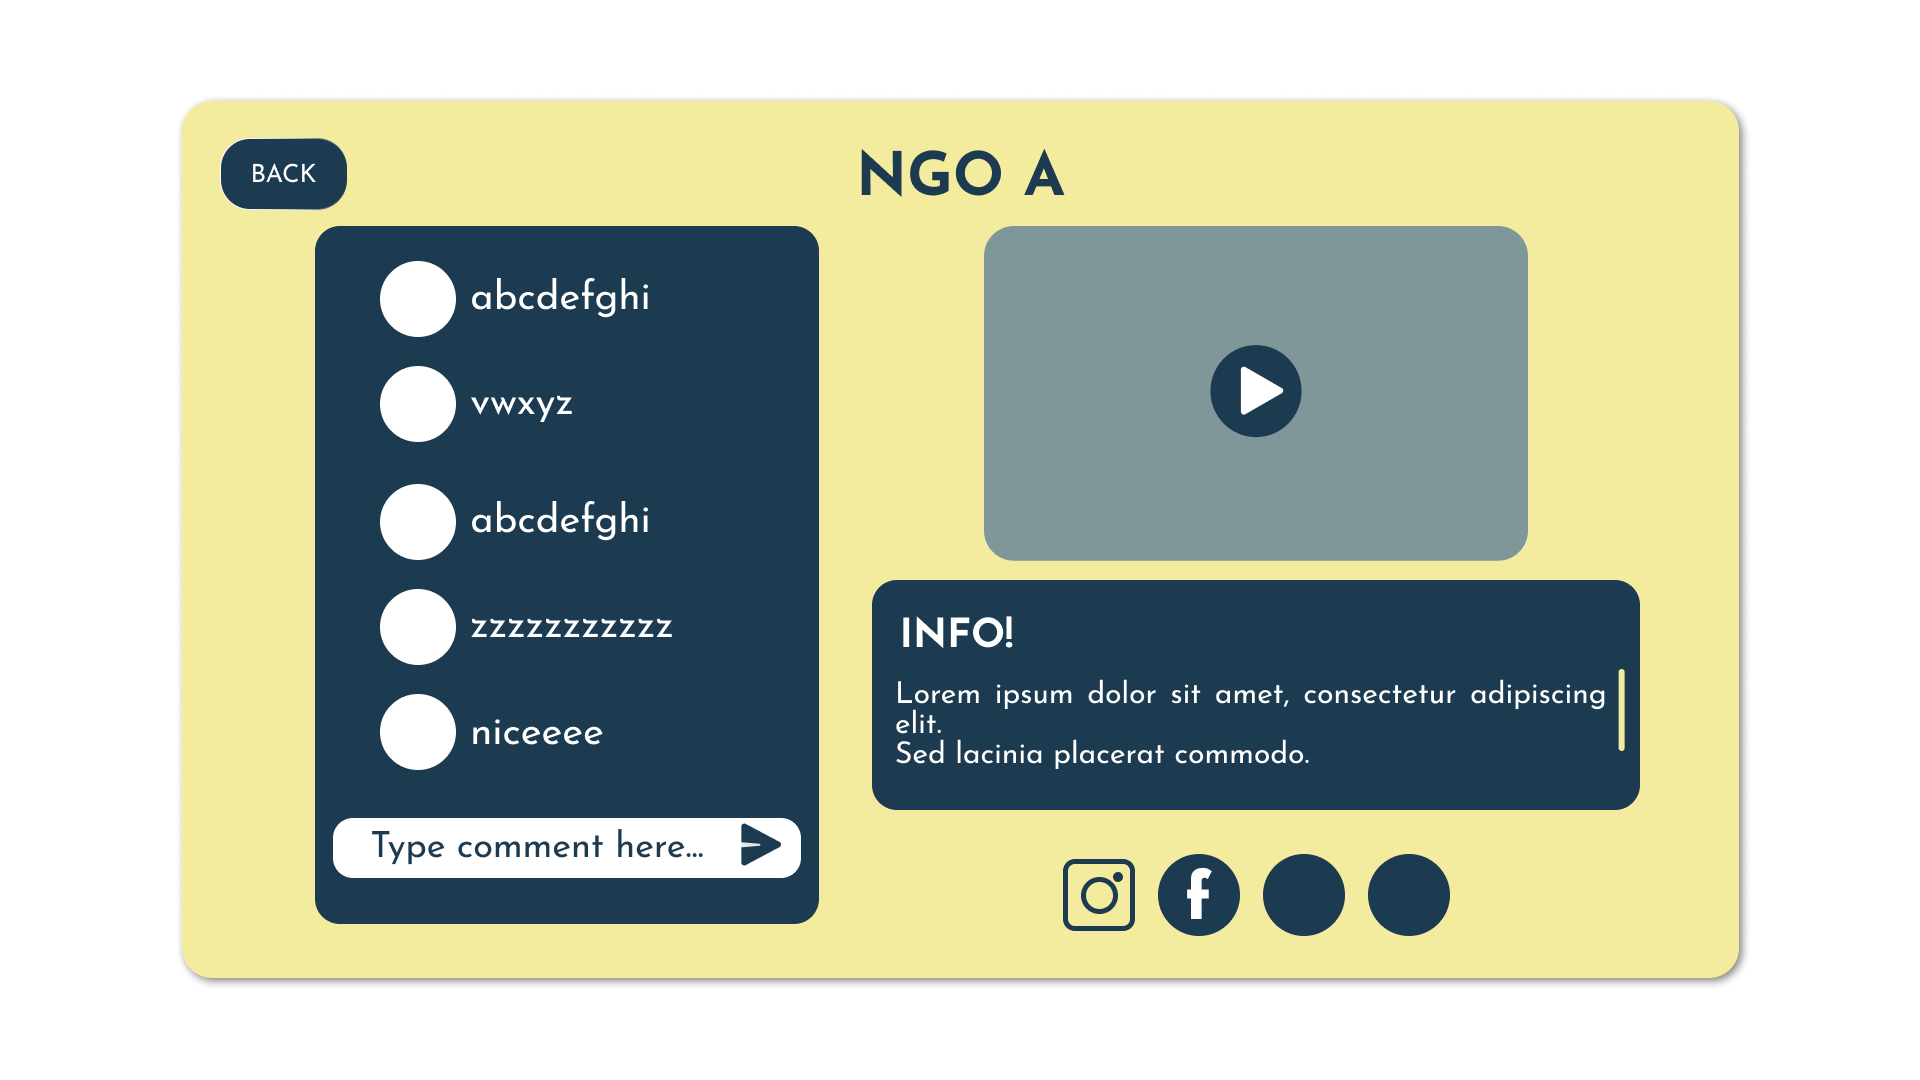 BACK
NGO A
abcdefghi
vwxyz
abcdefghi
zzzzzzzzzzz
niceeee
Type comment here...
INFO!
Lorem ipsum dolor sit amet, consectetur adipiscing
elit.
Sed lacinia placerat commodo.
f